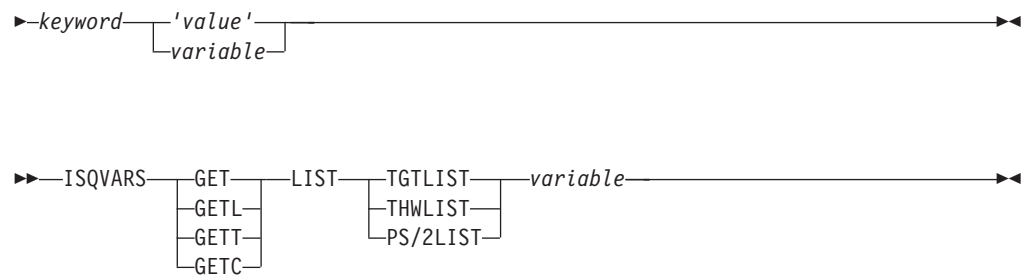 keyword 'value'
variable
ISQVARS GET LIST TGTLIST variable
GETL THWLIST
GETT PS/2LIST
GETC